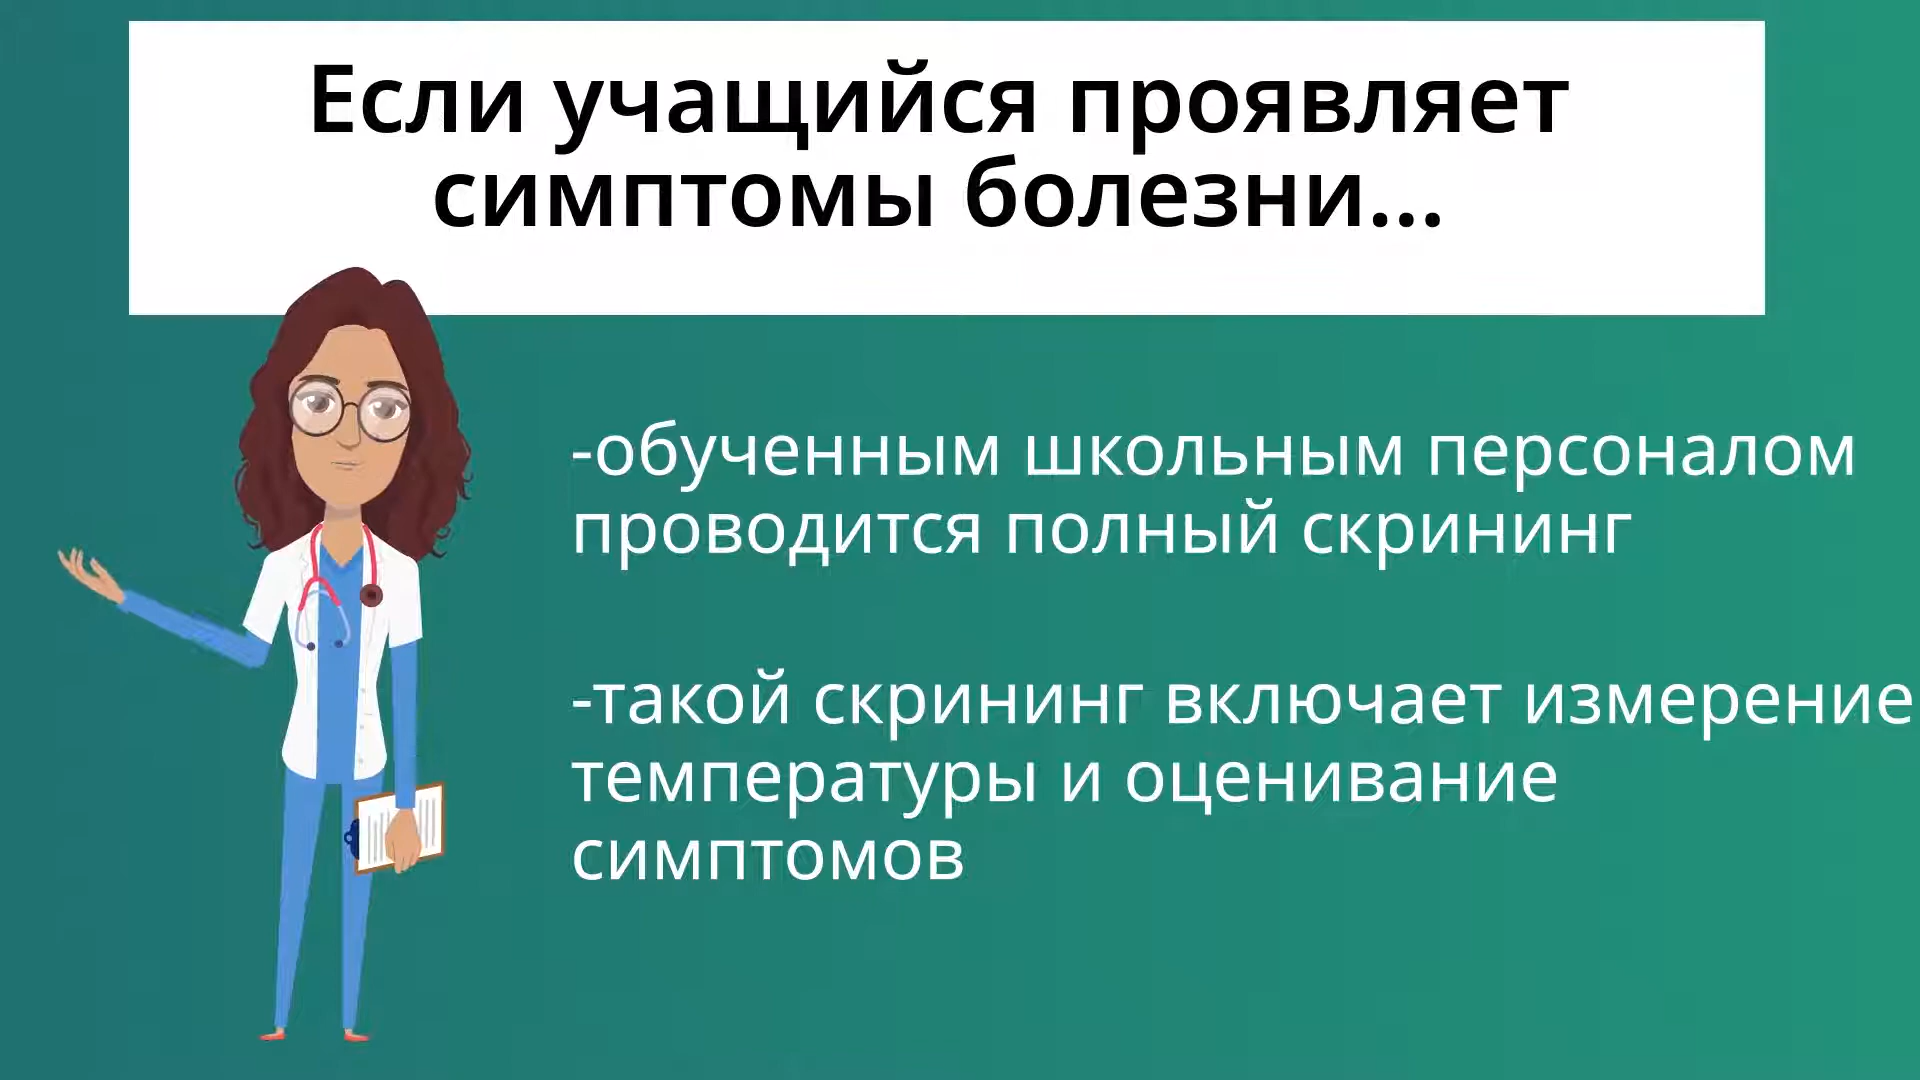 Если учащийся проявляет
симптомы болезни...
-обученным школьным персоналом
проводится полный скрининг
-такой скрининг включает измерение
температуры и оценивание
симптомов